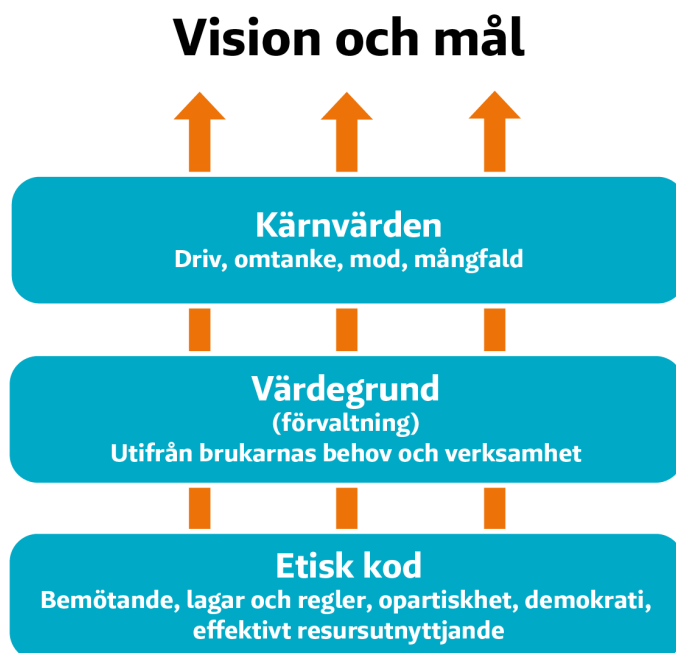 Vision och mål
Kärnvärden
Driv, omtanke, mod, mångfald
Värdegrund
(förvaltning)
Utifrån brukarnas behov och verksamhet
Etisk kod
Bemötande, lagar och regler, opartiskhet, demokrati,
effektivt resursutnyttjande